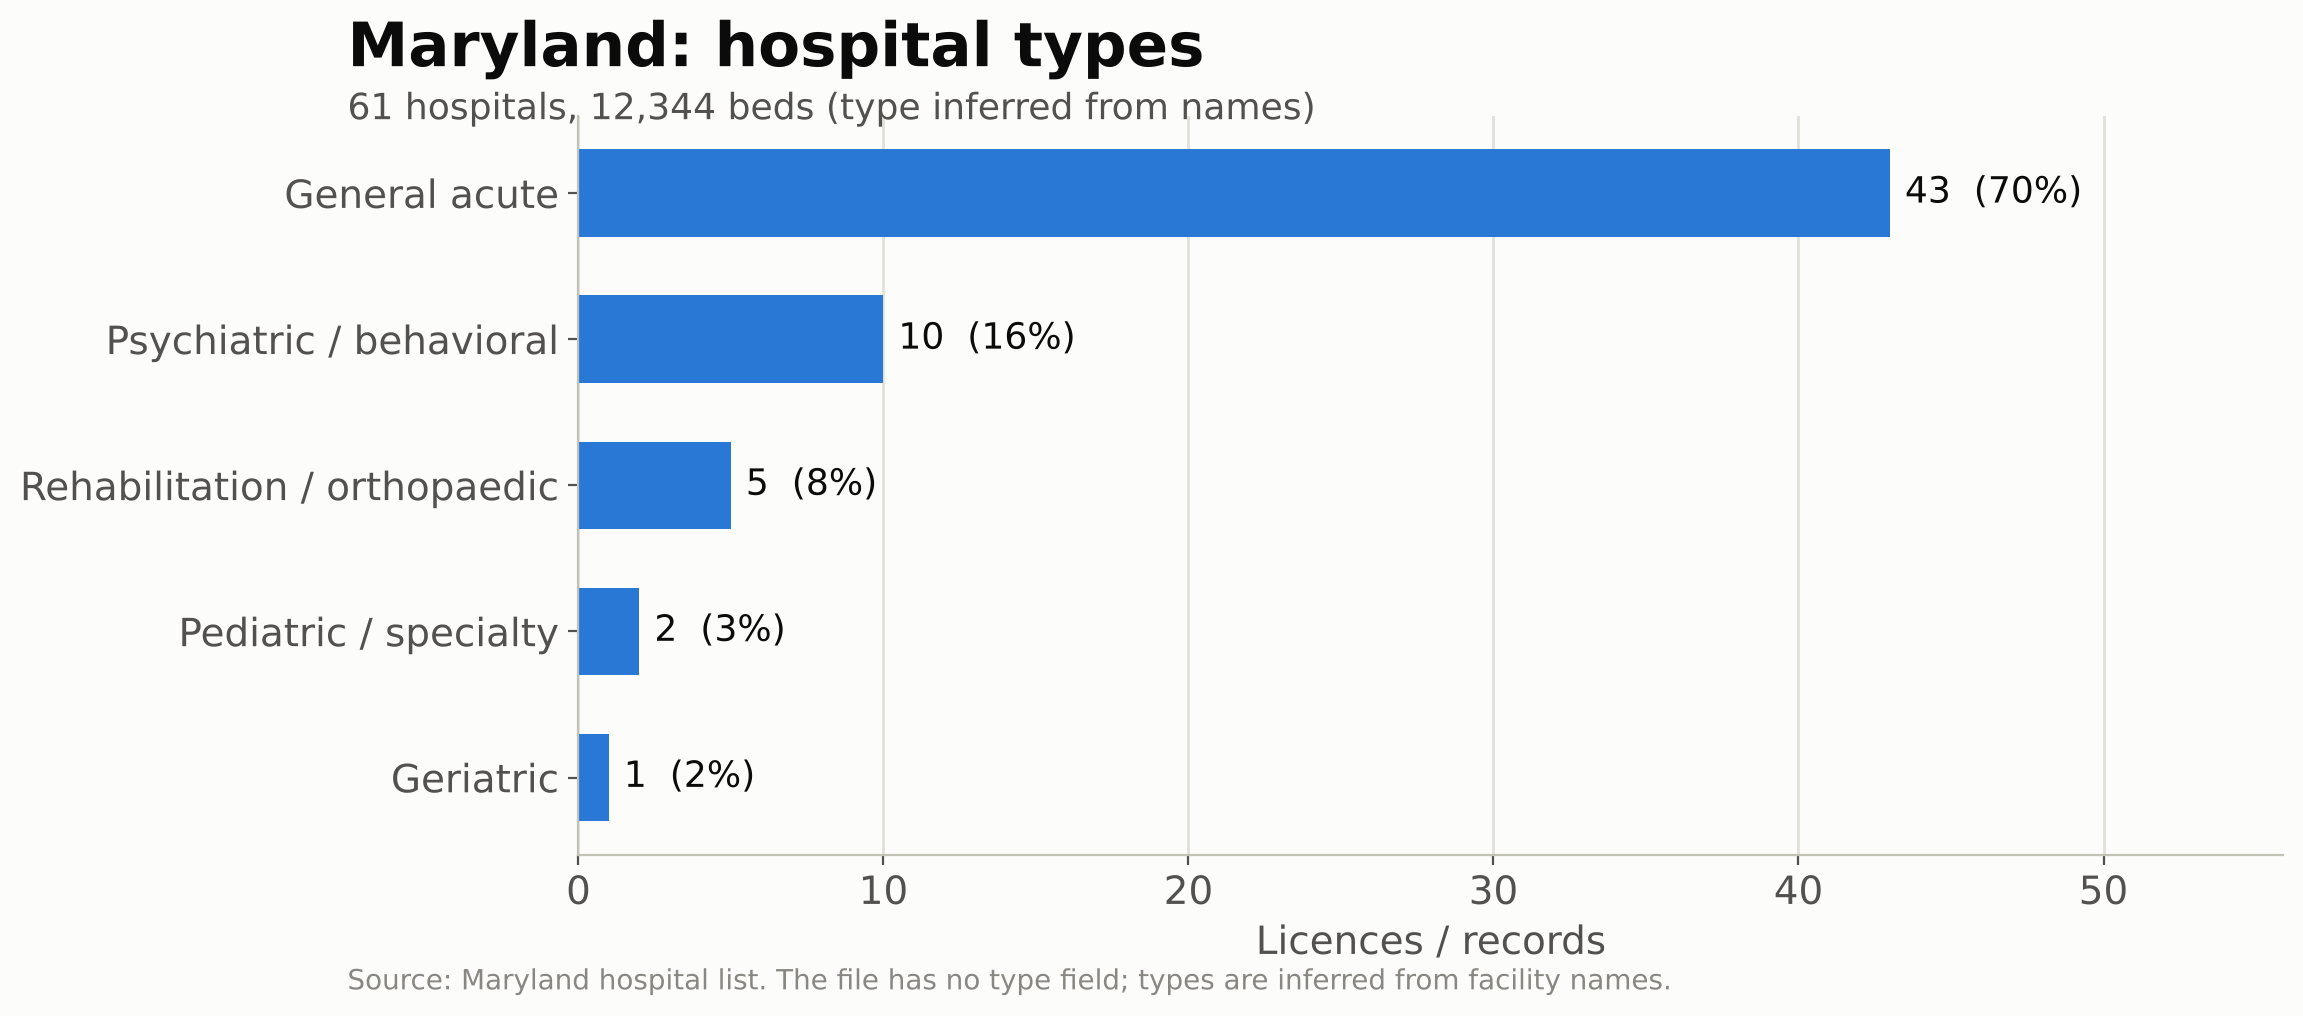 Maryland: hospital types
61 hospitals, 12,344 beds (type inferred from names)
General acute 43 (70%)
Psychiatric / behavioral 10 (16%)
Rehabilitation / orthopaedic 5 (8%)
Pediatric / specialty 2 (3%)
Geriatric 1 (2%)
0 10 20 30 40 50
Licences / records
Source: Maryland hospital list. The file has no type field; types are inferred from facility names.